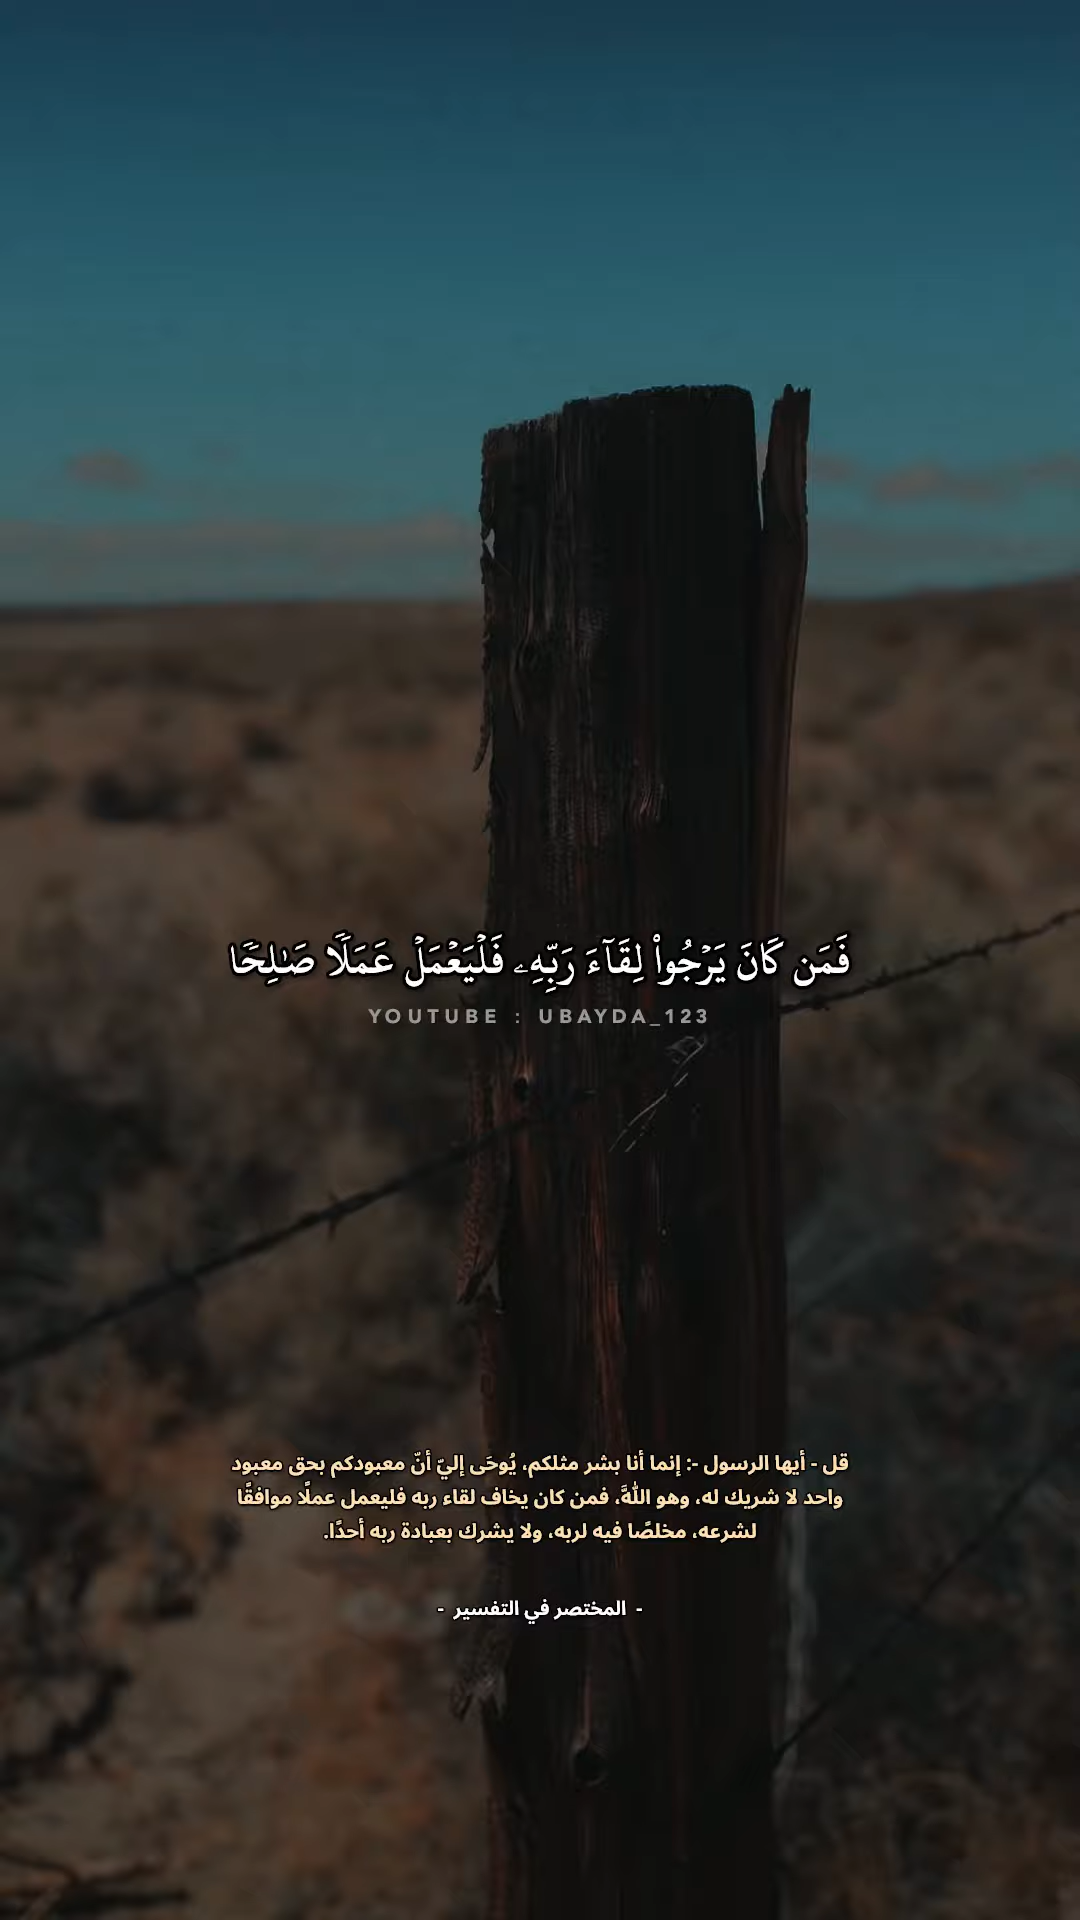 فَمَن كَانَ يَرْجُوا۟ لِقَآءَ رَبِّهِۦ فَلْيَعْمَلْ عَمَلًا صَـٰلِحًا
YOUTUBE : UBAYDA_123
قل - أيها الرسول -: إنما أنا بشر مثلكم، يُوحَى إليّ أنّ معبودكم بحق معبود
واحد لا شريك له، وهو اللهُ، فمن كان يخاف لقاء ربه فليعمل عملًا موافقًا
لشرعه، مخلصًا فيه لربه، ولا يشرك بعبادة ربه أحدًا.
- المختصر في التفسير -